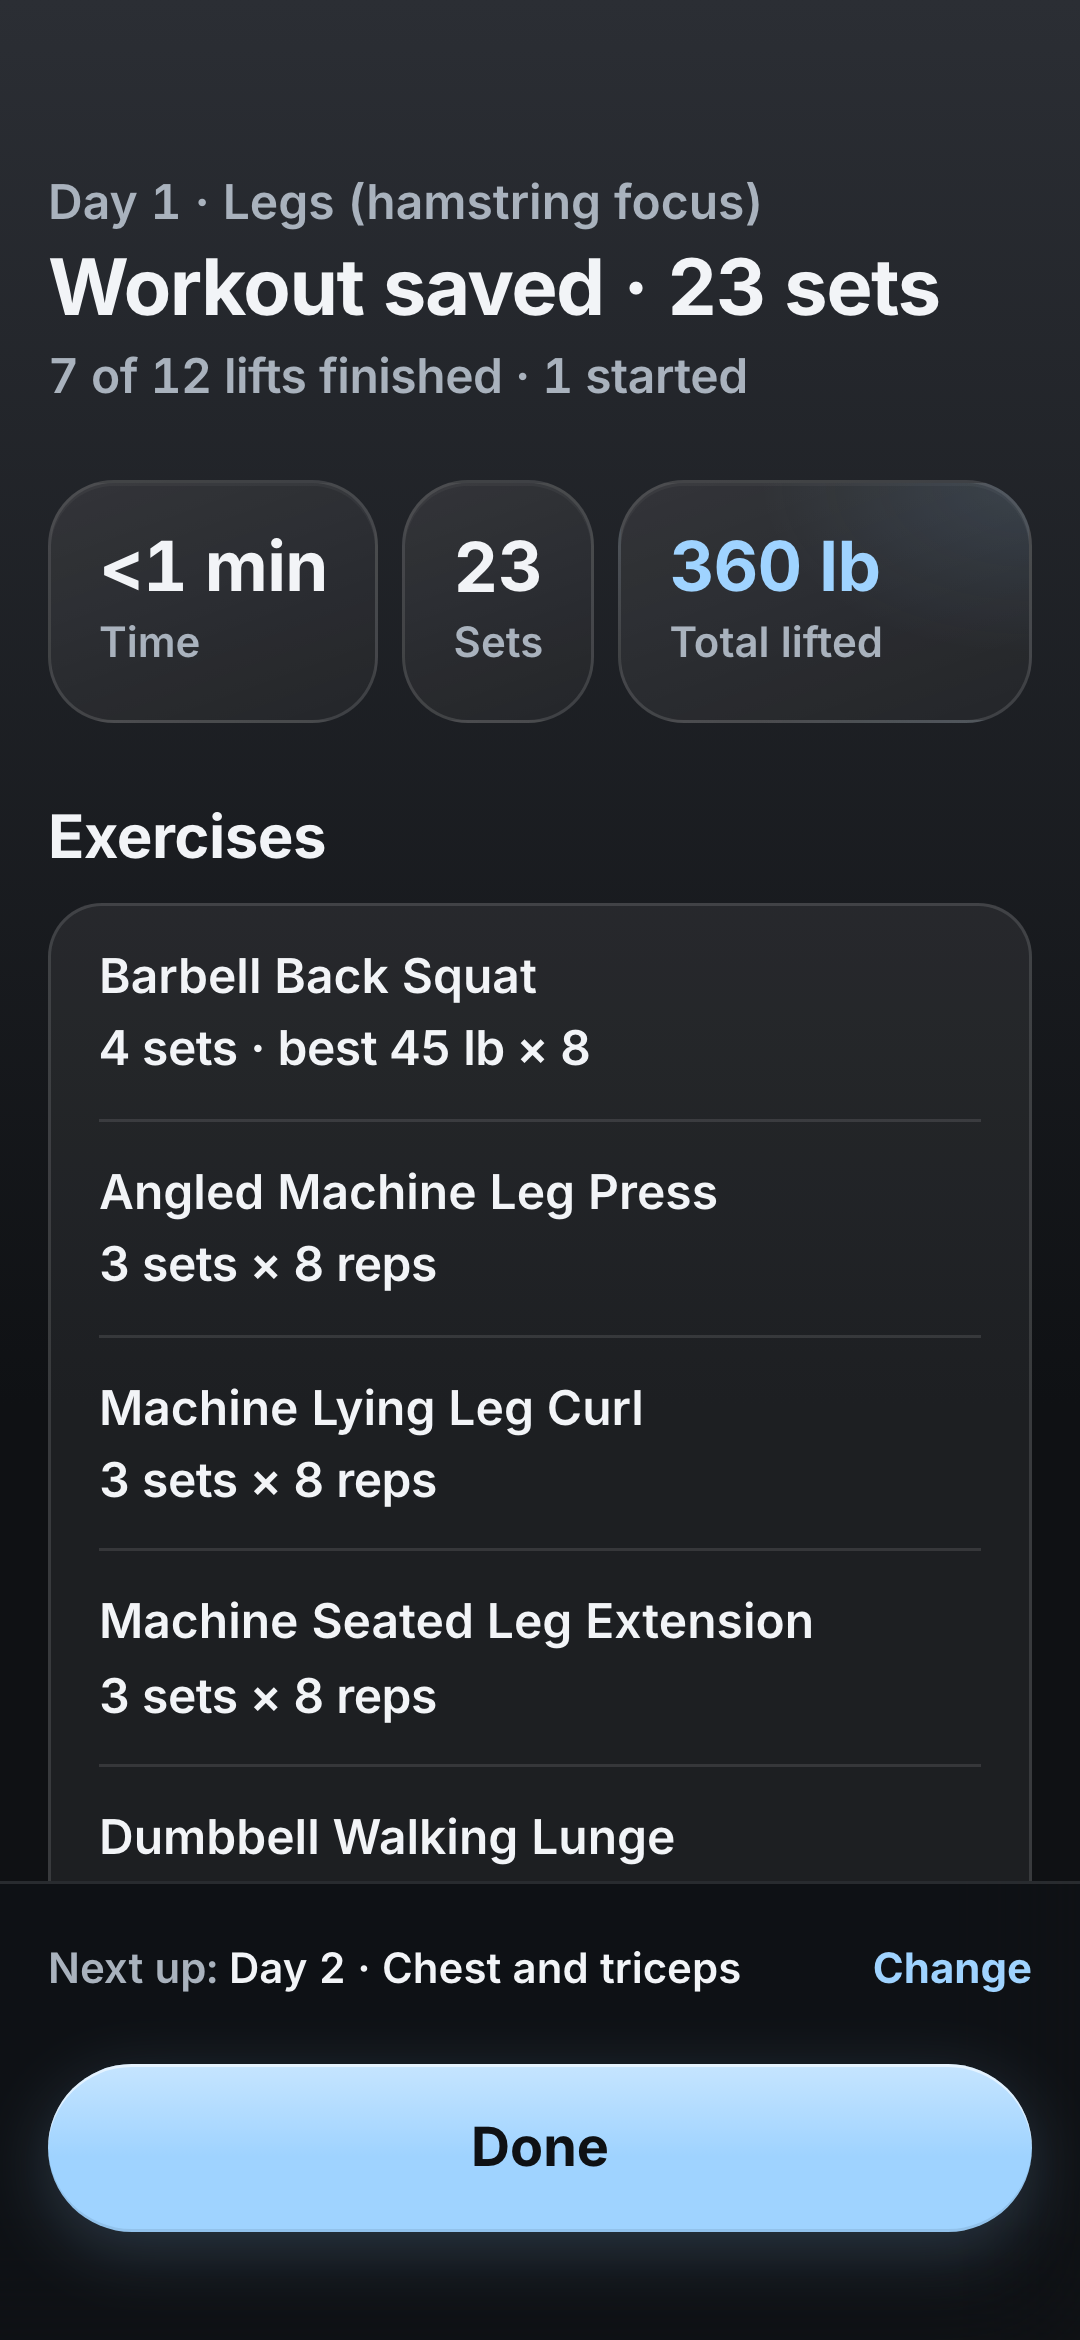 Day 1 · Legs (hamstring focus)
Workout saved · 23 sets
7 of 12 lifts finished · 1 started
<1 min
Time
23
Sets
360 lb
Total lifted
Exercises
Barbell Back Squat
4 sets · best 45 lb × 8
Angled Machine Leg Press
3 sets × 8 reps
Machine Lying Leg Curl
3 sets × 8 reps
Machine Seated Leg Extension
3 sets × 8 reps
Dumbbell Walking Lunge
Next up: Day 2 · Chest and triceps
Change
Done